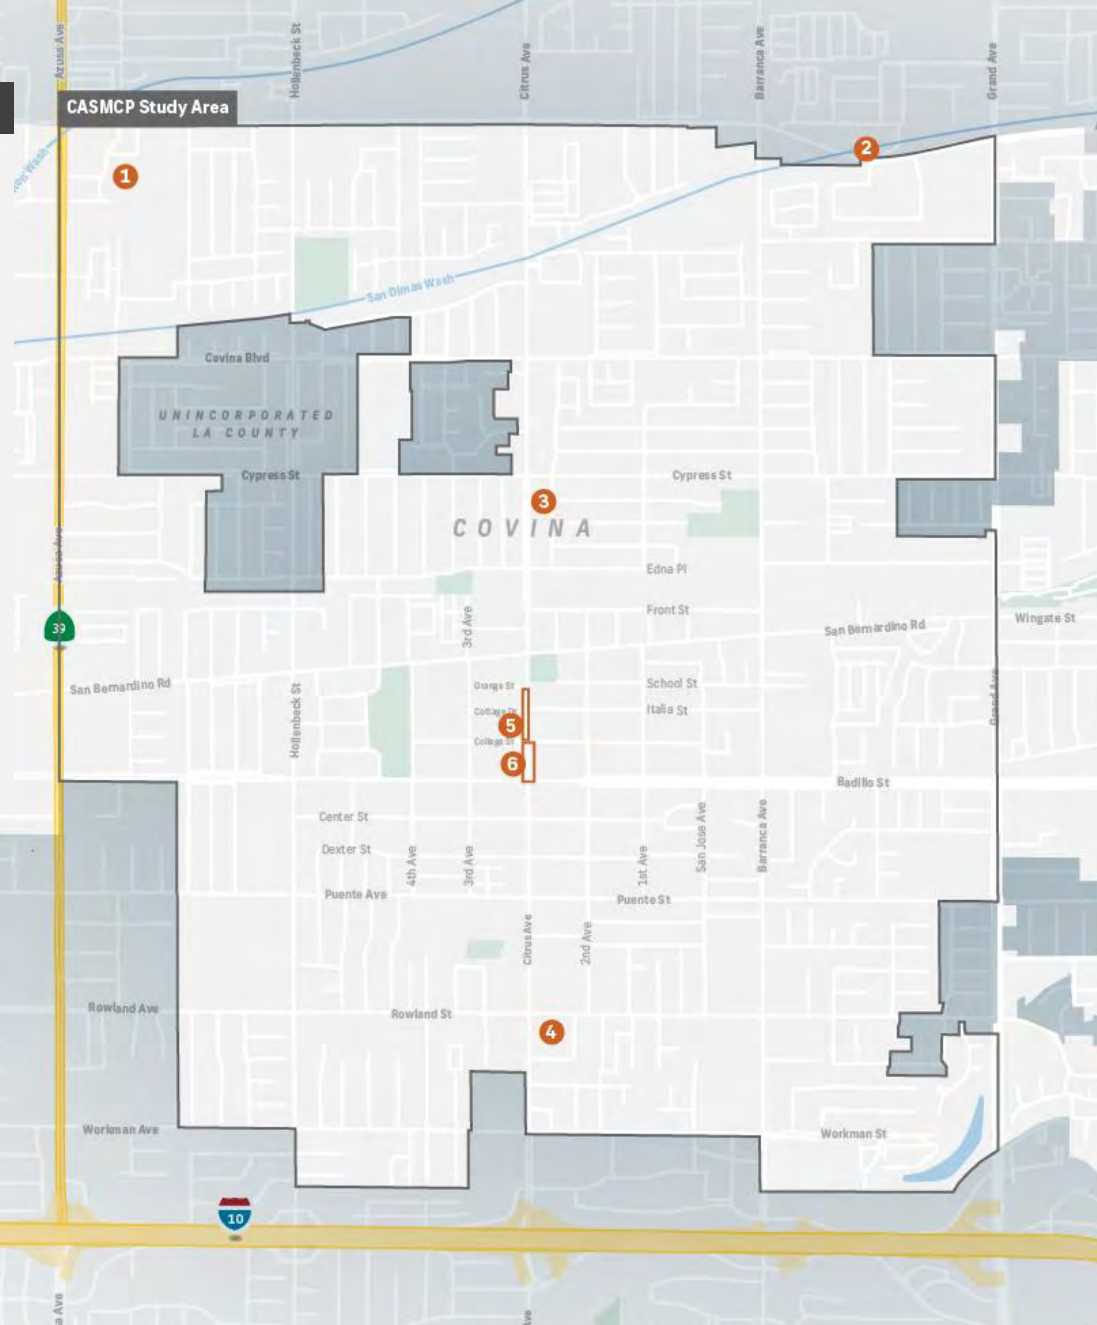 Azusa Ave
Hollenbeck St
Citrus Ave
Barranca Ave
Grand Ave
CASMCP Study Area
2
1
San Dimas Wash
Covina Blvd
UNINCORPORATED
LA COUNTY
Cypress St
Cypress St
3
COVINA
Azusa Ave
Edna Pl
Front St
3rd Ave
39
San Bernardino Rd
Wingate St
San Bernardino Rd
Orange St
School St
Hollenbeck St
Grand Ave
Cottage Dr
Italia St
5
College St
6
Badillo St
Center St
Dexter St
4th Ave
3rd Ave
1st Ave
San Jose Ave
Barranca Ave
Puente Ave
Puente St
Citrus Ave
2nd Ave
Rowland Ave
Rowland St
4
Workman Ave
Workman St
10